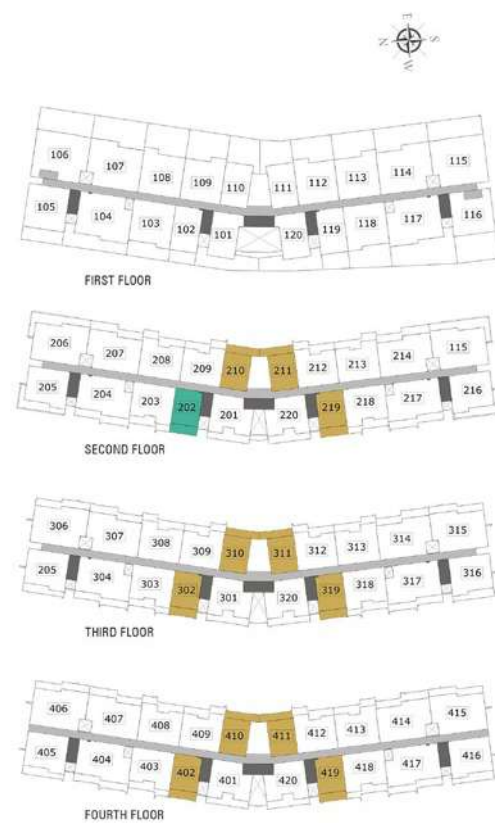 E
N S
W
106 107 108 109 110 111 112 113 114 115
105 104 103 102 101 120 119 118 117 116
FIRST FLOOR
206 207 208 209 210 211 212 213 214 115
205 204 203 202 201 220 219 218 217 216
SECOND FLOOR
306 307 308 309 310 311 312 313 314 315
205 304 303 302 301 320 319 318 317 316
THIRD FLOOR
406 407 408 409 410 411 412 413 414 415
405 404 403 402 401 420 419 418 417 416
FOURTH FLOOR